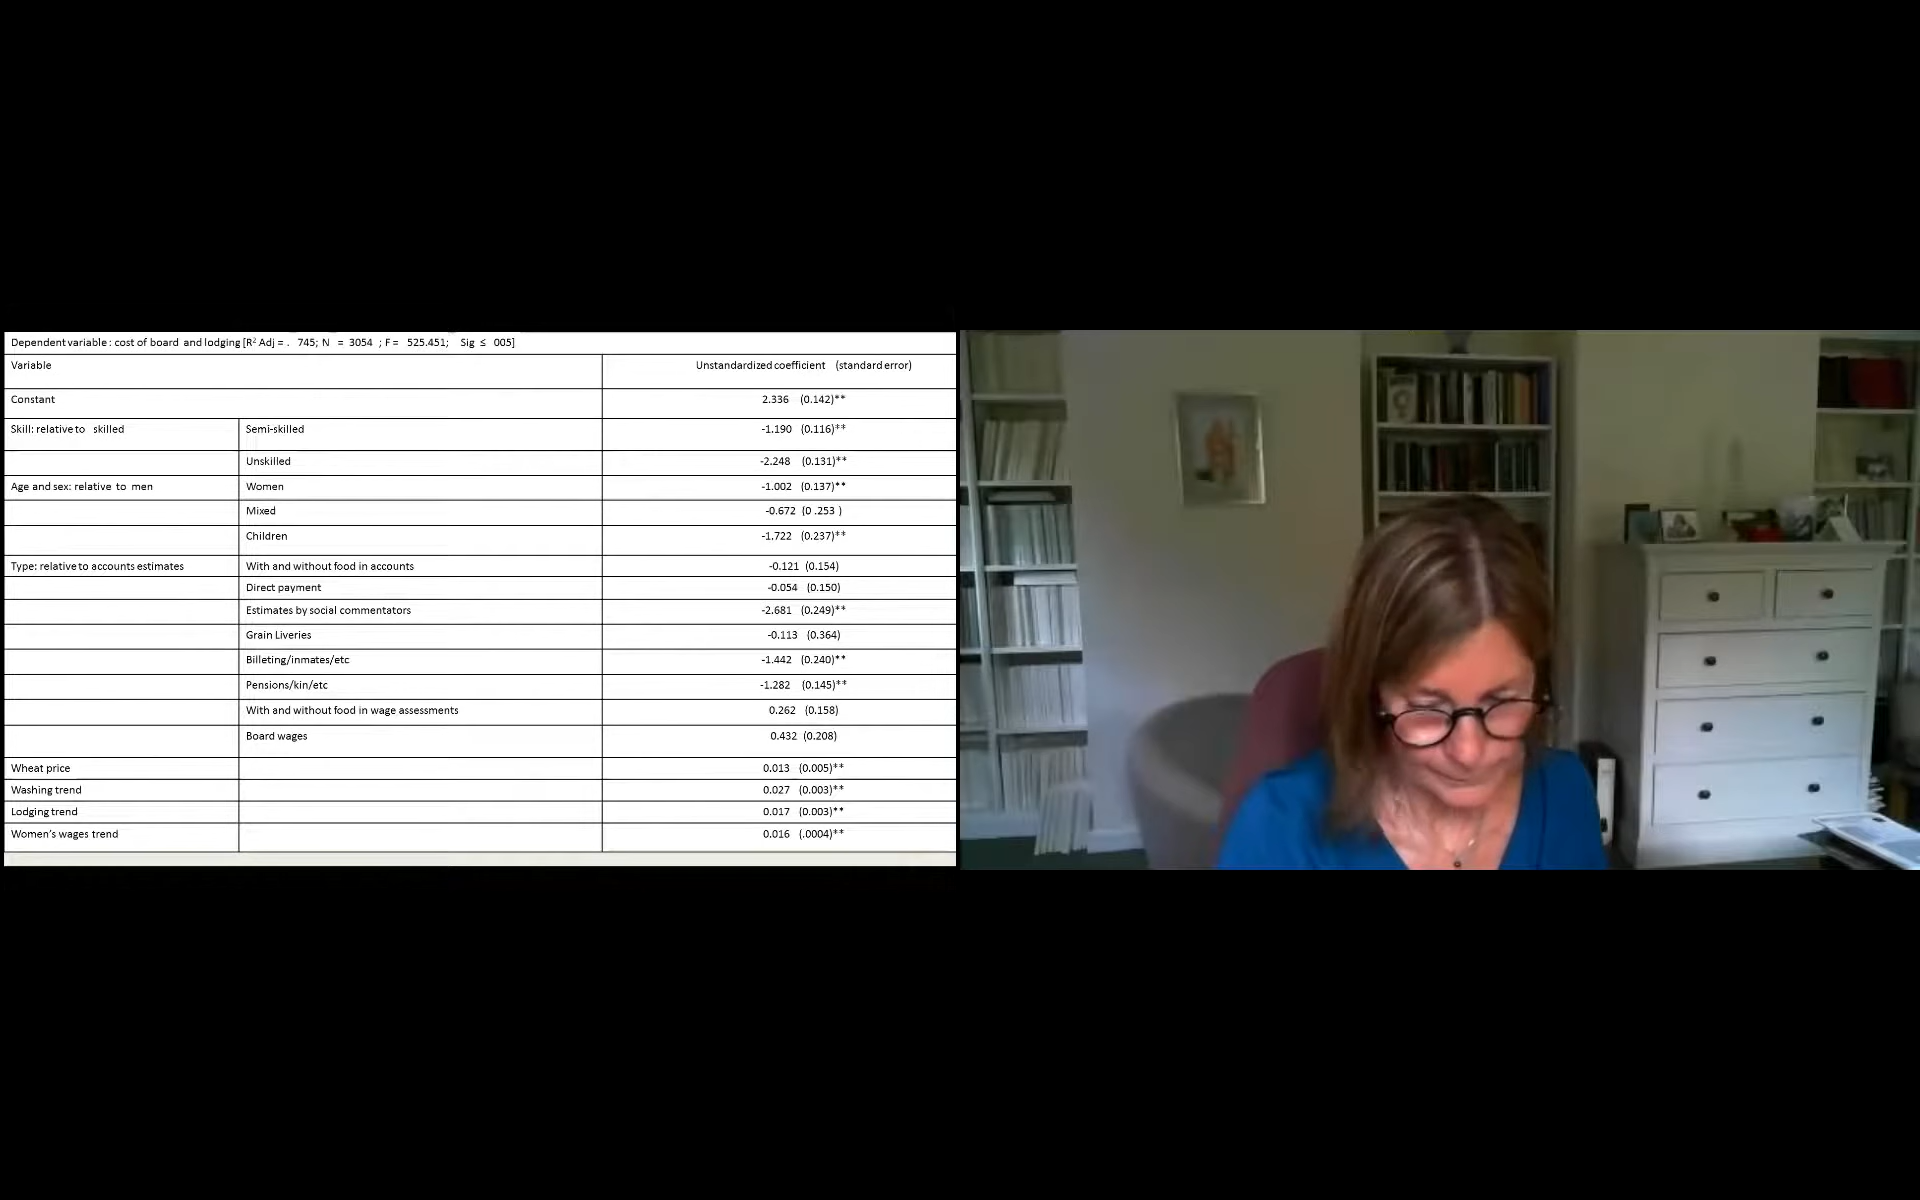 Dependent variable : cost of board and lodging [R² Adj = . 745; N = 3054 ; F = 525.451; Sig ≤ 005]
Variable Unstandardized coefficient (standard error)
Constant 2.336 (0.142)**
Skill: relative to skilled Semi-skilled -1.190 (0.116)**
Unskilled -2.248 (0.131)**
Age and sex: relative to men Women -1.002 (0.137)**
Mixed -0.672 (0 .253 )
Children -1.722 (0.237)**
Type: relative to accounts estimates With and without food in accounts -0.121 (0.154)
Direct payment -0.054 (0.150)
Estimates by social commentators -2.681 (0.249)**
Grain Liveries -0.113 (0.364)
Billeting/inmates/etc -1.442 (0.240)**
Pensions/kin/etc -1.282 (0.145)**
With and without food in wage assessments 0.262 (0.158)
Board wages 0.432 (0.208)
Wheat price 0.013 (0.005)**
Washing trend 0.027 (0.003)**
Lodging trend 0.017 (0.003)**
Women's wages trend 0.016 (.0004)**